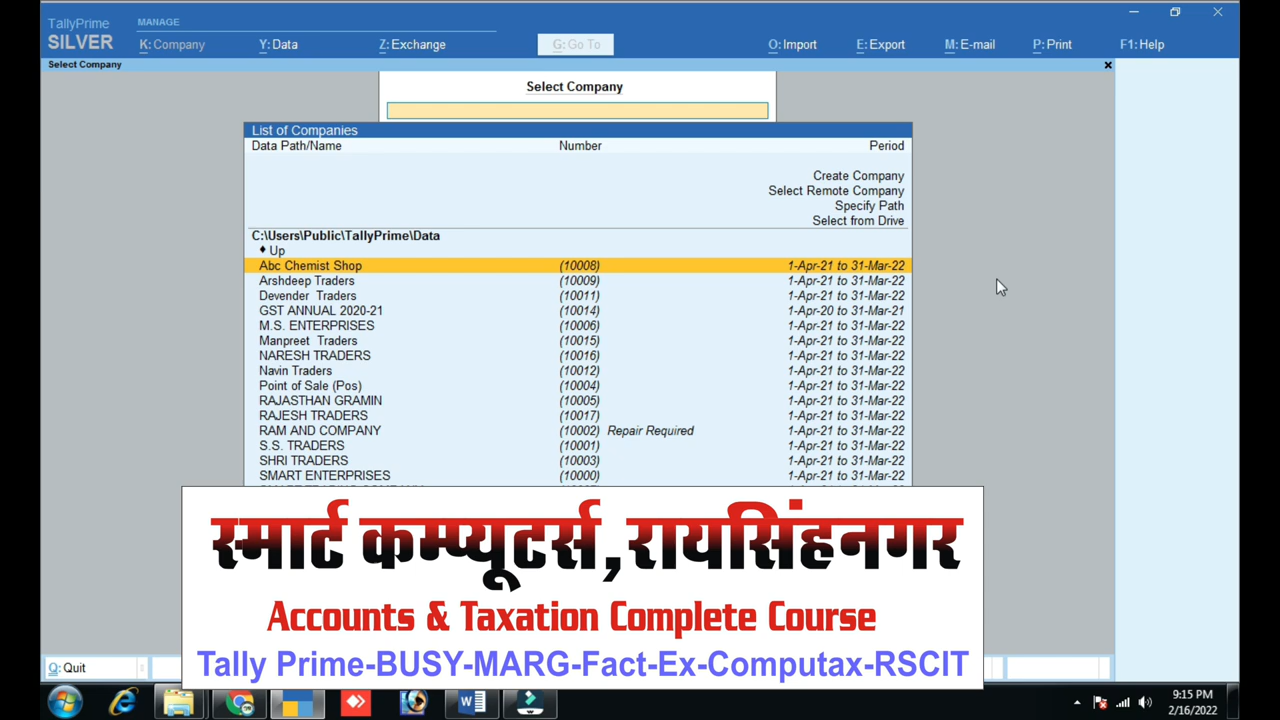 TallyPrime
MANAGE
SILVER
K: Company
Y: Data
Z: Exchange
G: Go To
O: Import
E: Export
M: E-mail
P: Print
F1: Help
Select Company
Select Company
List of Companies
Data Path/Name Number Period
Create Company
Select Remote Company
Specify Path
Select from Drive
C:\Users\Public\TallyPrime\Data
♦ Up
Abc Chemist Shop (10008) 1-Apr-21 to 31-Mar-22
Arshdeep Traders (10009) 1-Apr-21 to 31-Mar-22
Devender Traders (10011) 1-Apr-21 to 31-Mar-22
GST ANNUAL 2020-21 (10014) 1-Apr-20 to 31-Mar-21
M.S. ENTERPRISES (10006) 1-Apr-21 to 31-Mar-22
Manpreet Traders (10015) 1-Apr-21 to 31-Mar-22
NARESH TRADERS (10016) 1-Apr-21 to 31-Mar-22
Navin Traders (10012) 1-Apr-21 to 31-Mar-22
Point of Sale (Pos) (10004) 1-Apr-21 to 31-Mar-22
RAJASTHAN GRAMIN (10005) 1-Apr-21 to 31-Mar-22
RAJESH TRADERS (10017) 1-Apr-21 to 31-Mar-22
RAM AND COMPANY (10002) Repair Required 1-Apr-21 to 31-Mar-22
S.S. TRADERS (10001) 1-Apr-21 to 31-Mar-22
SHRI TRADERS (10003) 1-Apr-21 to 31-Mar-22
SMART ENTERPRISES (10000) 1-Apr-21 to 31-Mar-22
स्मार्ट कम्प्यूटर्स,रायसिंहनगर
Accounts & Taxation Complete Course
Tally Prime-BUSY-MARG-Fact-Ex-Computax-RSCIT
Q: Quit
9:15 PM
2/16/2022